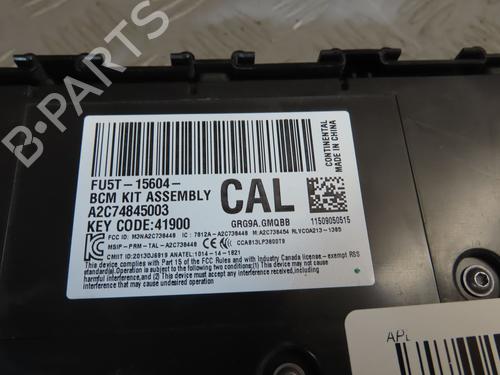 B-PARTS
FU5T-15604-
BCM KIT ASSEMBLY
A2C74845003
KEY CODE:41900
CAL
GRG9A.GMQBB
CONTINENTAL
MADE IN CHINA
11509050515
FCC ID: M3NA2C738448 IC: 7812A-A2C738448 M:A2C738454 RLVCOA213-1385
MSIP-PRM-TAL-A2C738448 CCAB13LP3800T9
CMIIT ID:2013DJ6919 ANATEL:1014-14-1821
This device complies with Part 15 of the FCC Rules and with Industry Canada license - exempt RSS
standard(s). Operation is subject to the following two conditions: (1) this device may not cause
harmful interference, and (2) This device must accept any interference received, including
interference that may cause undesired operation.